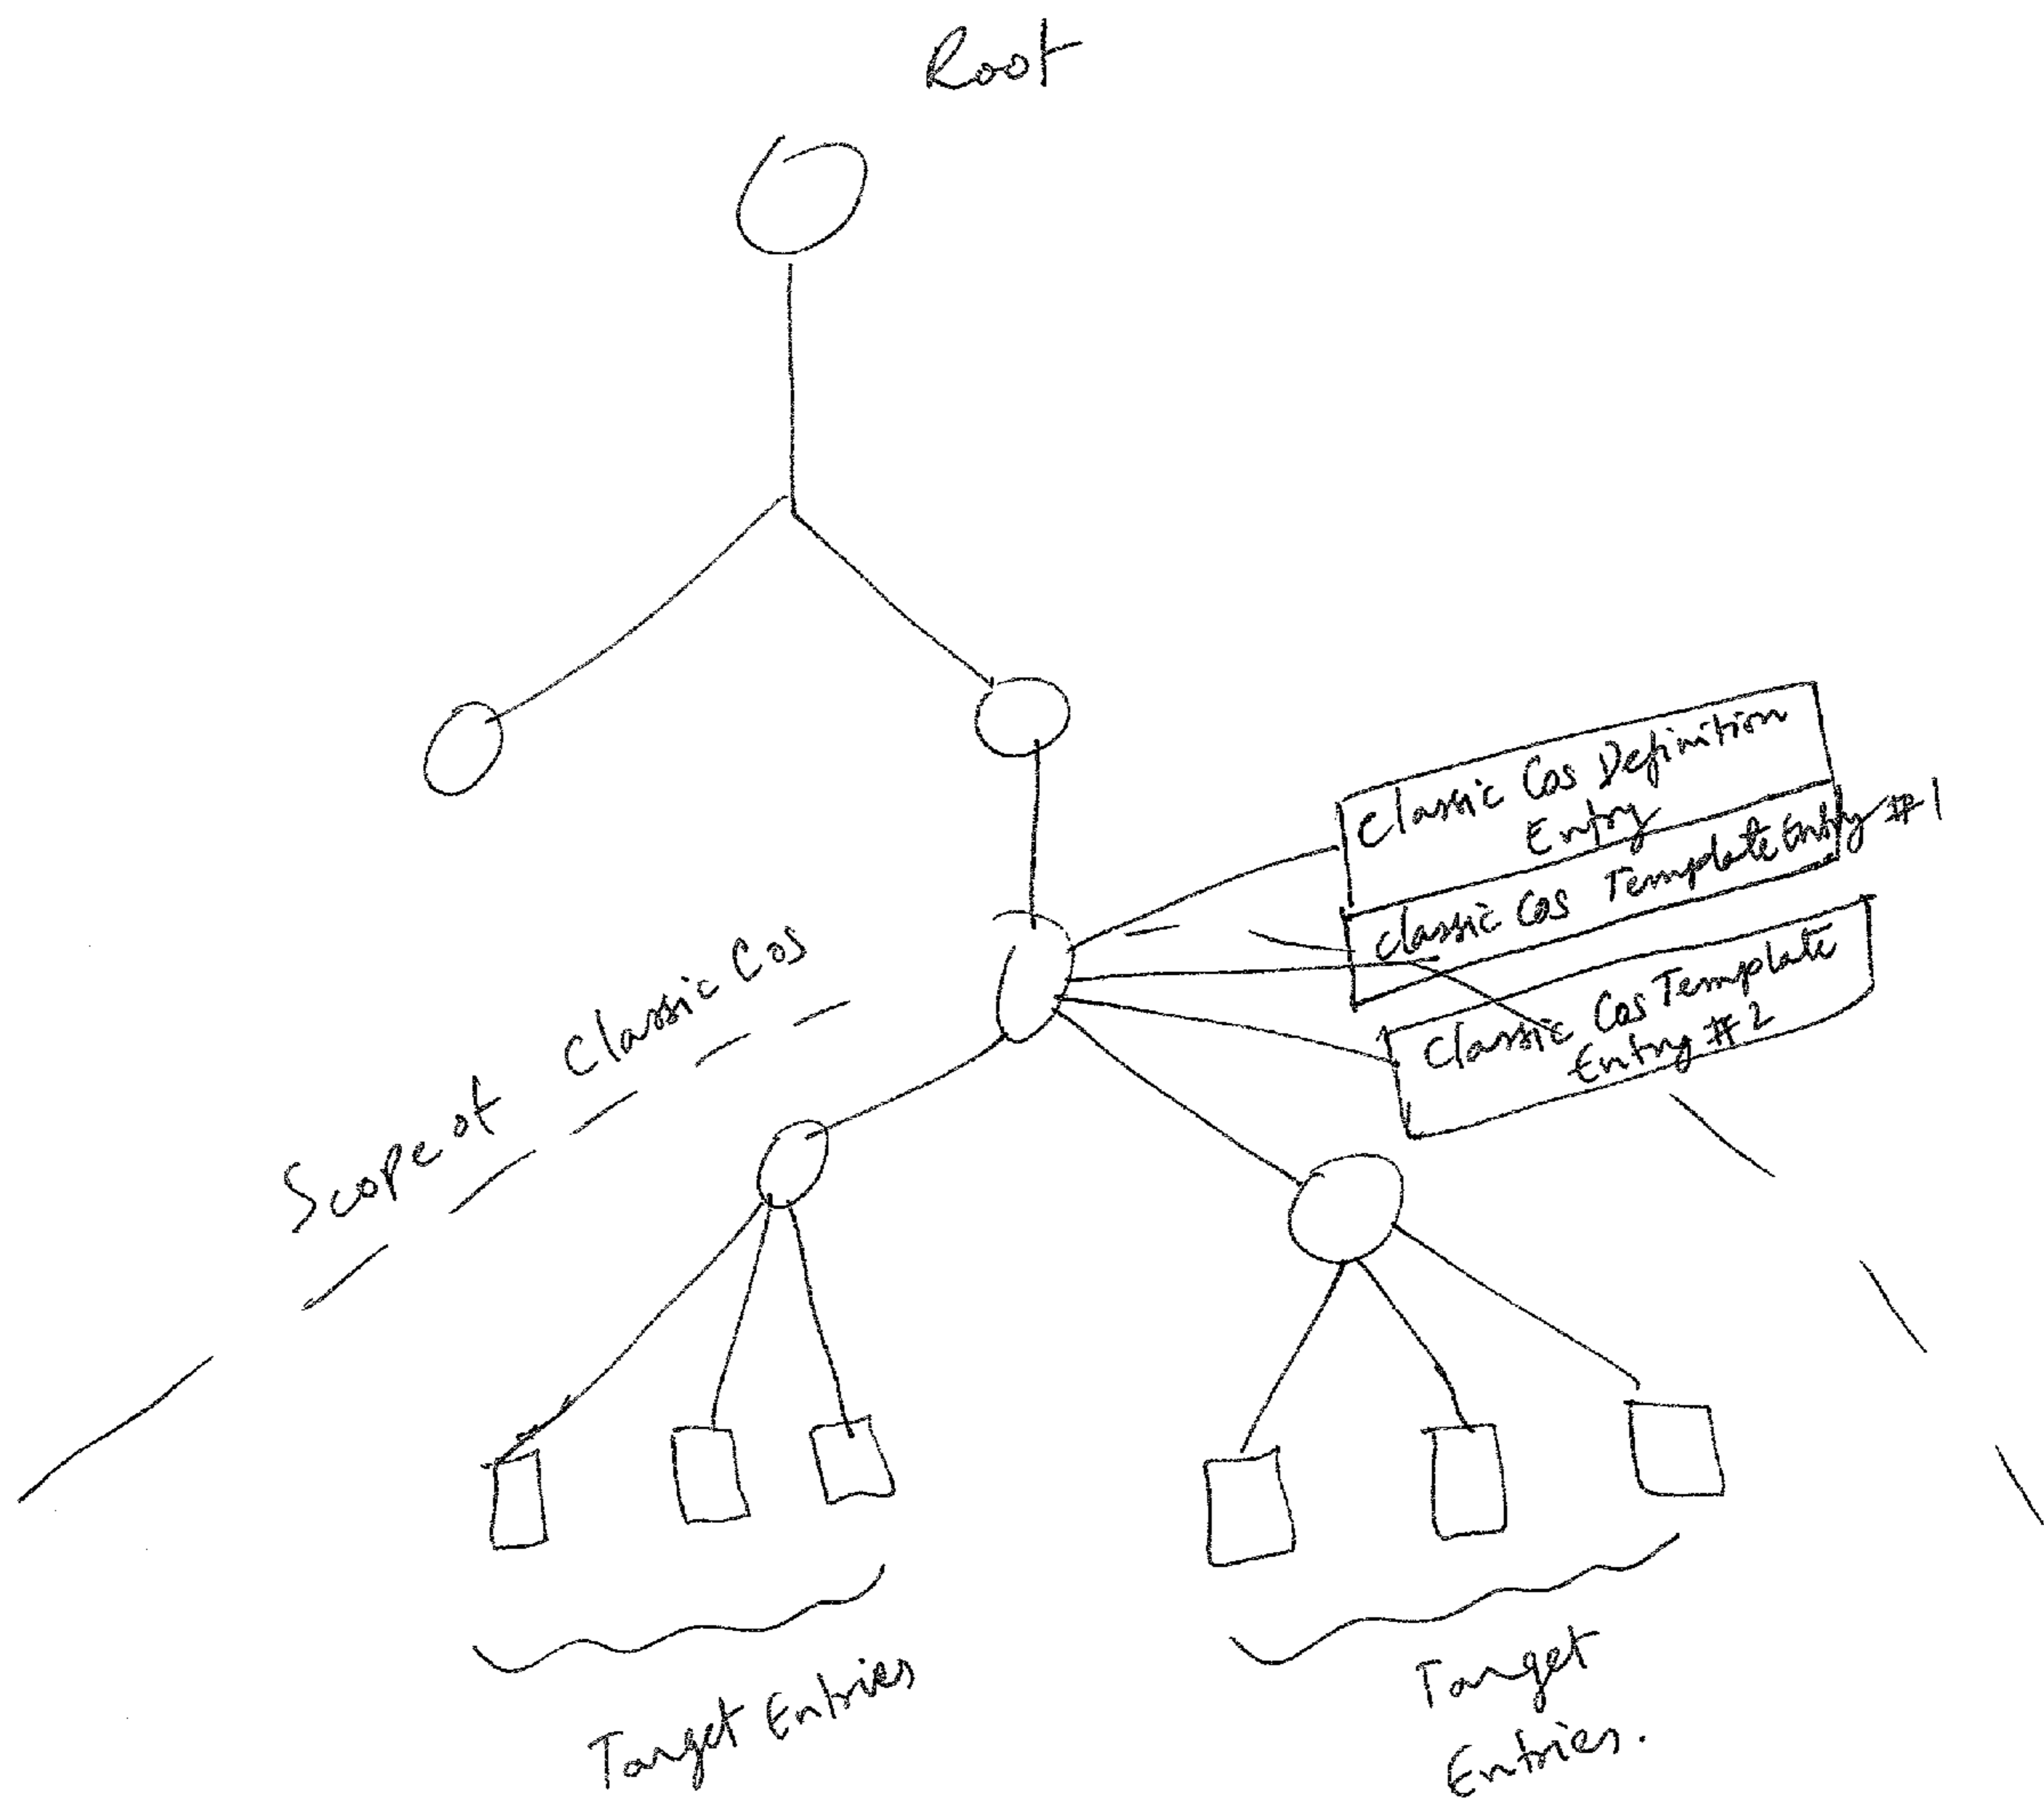 Root
Classic Cos Definition
Entry
Classic Cos Template Entry #1
Classic Cos Template
Entry #2
Scope of Classic Cos
Target Entries
Target
Entries.